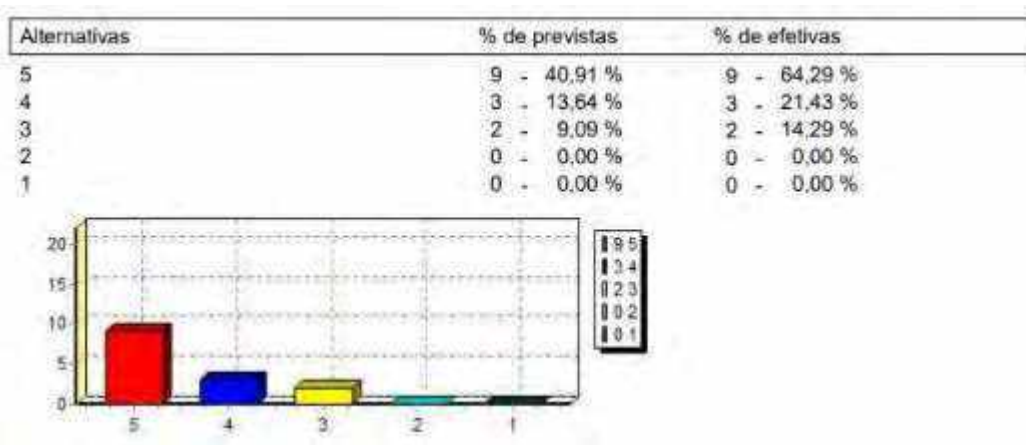 Alternativas % de previstas % de efetivas
5 9 - 40,91 % 9 - 64,29 %
4 3 - 13,64 % 3 - 21,43 %
3 2 - 9,09 % 2 - 14,29 %
2 0 - 0,00 % 0 - 0,00 %
1 0 - 0,00 % 0 - 0,00 %
20
15
10
5
0
5 4 3 2 1
9 5
3 4
2 3
0 2
0 1